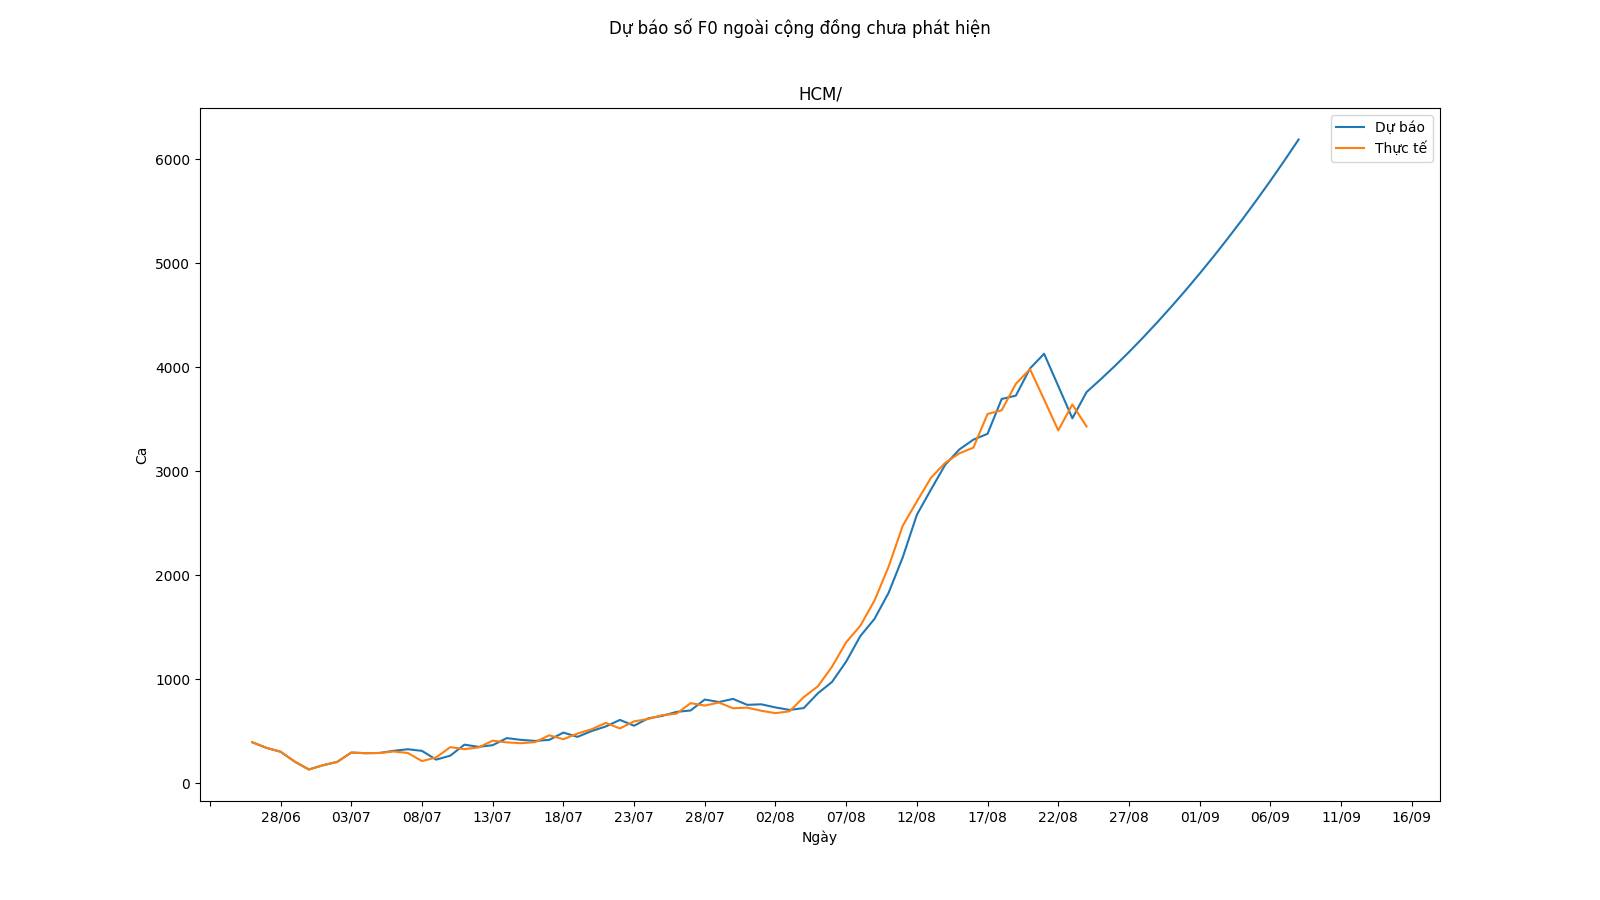 Dự báo số F0 ngoài cộng đồng chưa phát hiện
HCM/
Dự báo
Thực tế
6000
5000
4000
3000
2000
1000
0
Ca
28/06 03/07 08/07 13/07 18/07 23/07 28/07 02/08 07/08 12/08 17/08 22/08 27/08 01/09 06/09 11/09 16/09
Ngày